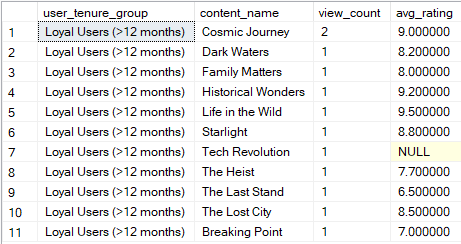 user_tenure_group content_name view_count avg_rating
1 Loyal Users (>12 months) Cosmic Journey 2 9.000000
2 Loyal Users (>12 months) Dark Waters 1 8.200000
3 Loyal Users (>12 months) Family Matters 1 8.000000
4 Loyal Users (>12 months) Historical Wonders 1 9.200000
5 Loyal Users (>12 months) Life in the Wild 1 9.500000
6 Loyal Users (>12 months) Starlight 1 8.800000
7 Loyal Users (>12 months) Tech Revolution 1 NULL
8 Loyal Users (>12 months) The Heist 1 7.700000
9 Loyal Users (>12 months) The Last Stand 1 6.500000
10 Loyal Users (>12 months) The Lost City 1 8.500000
11 Loyal Users (>12 months) Breaking Point 1 7.000000